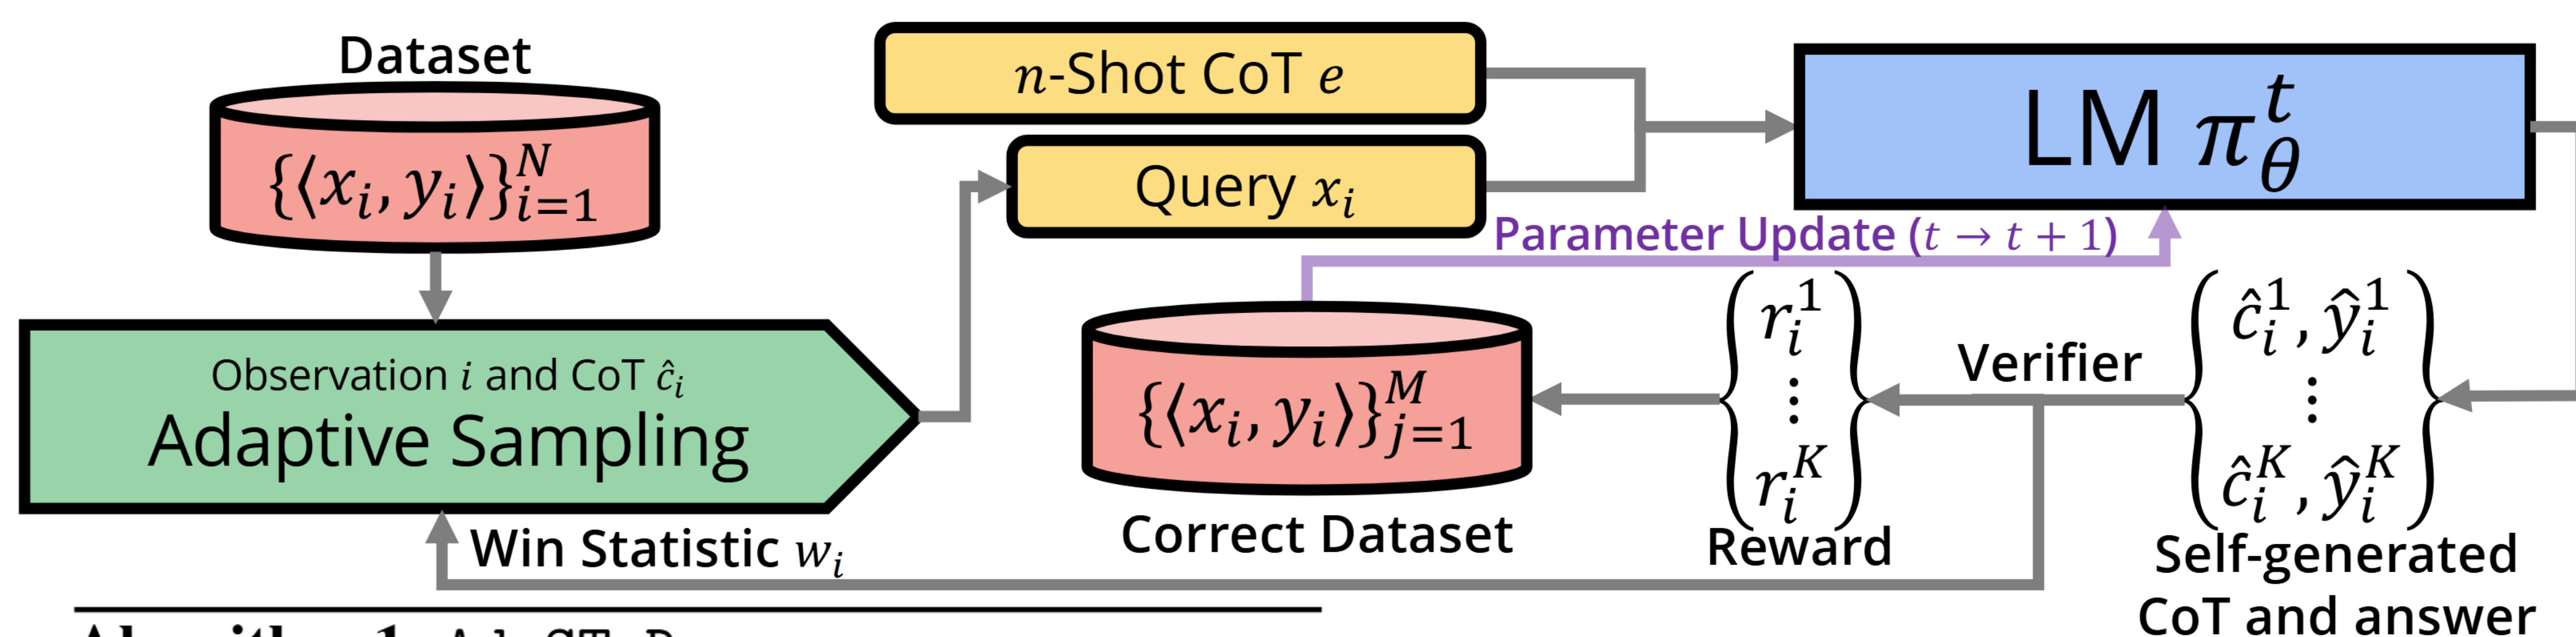 Dataset
{⟨x_i, y_i⟩}_{i=1}^N
Observation i and CoT ĉ_i
Adaptive Sampling
Win Statistic w_i
n-Shot CoT e
Query x_i
LM π_θ^t
Parameter Update (t → t + 1)
{⟨x_i, y_i⟩}_{j=1}^M
Correct Dataset
r_i^1
⋮
r_i^K
Reward
Verifier
ĉ_i^1, ŷ_i^1
⋮
ĉ_i^K, ŷ_i^K
Self-generated
CoT and answer